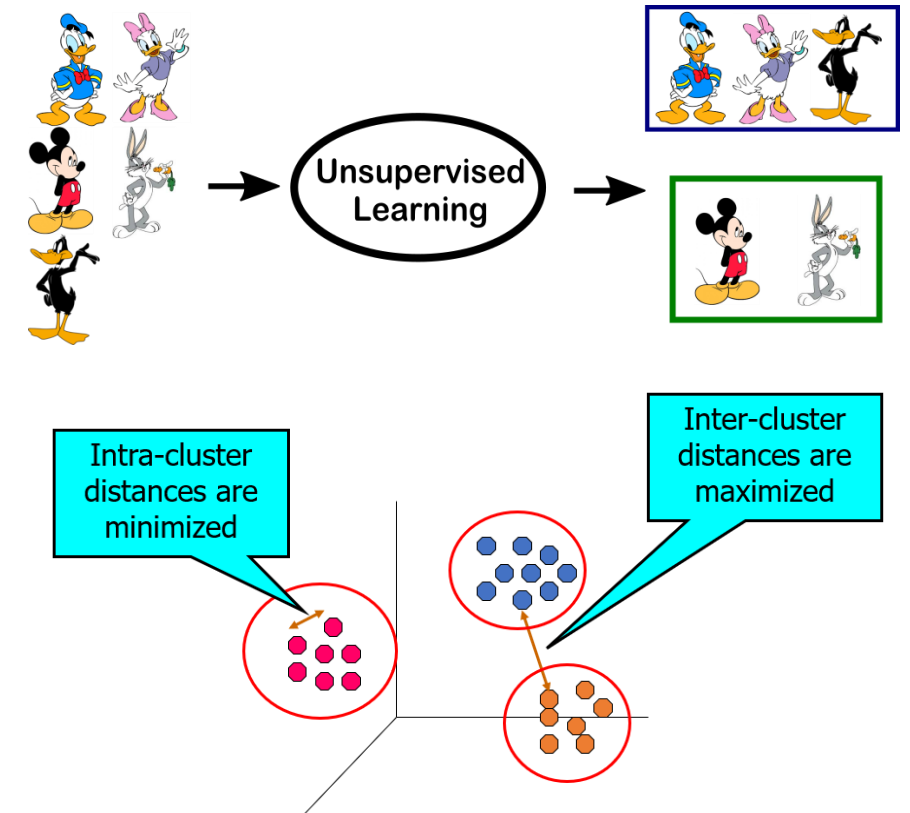 Unsupervised
Learning
Intra-cluster
distances are
minimized
Inter-cluster
distances are
maximized